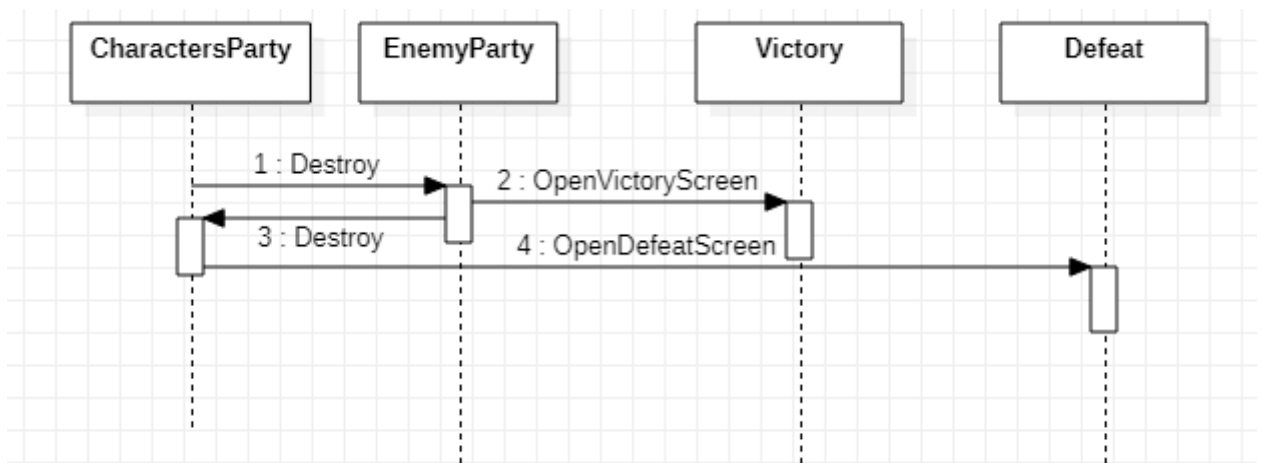 CharactersParty
EnemyParty
Victory
Defeat
1 : Destroy
2 : OpenVictoryScreen
3 : Destroy
4 : OpenDefeatScreen